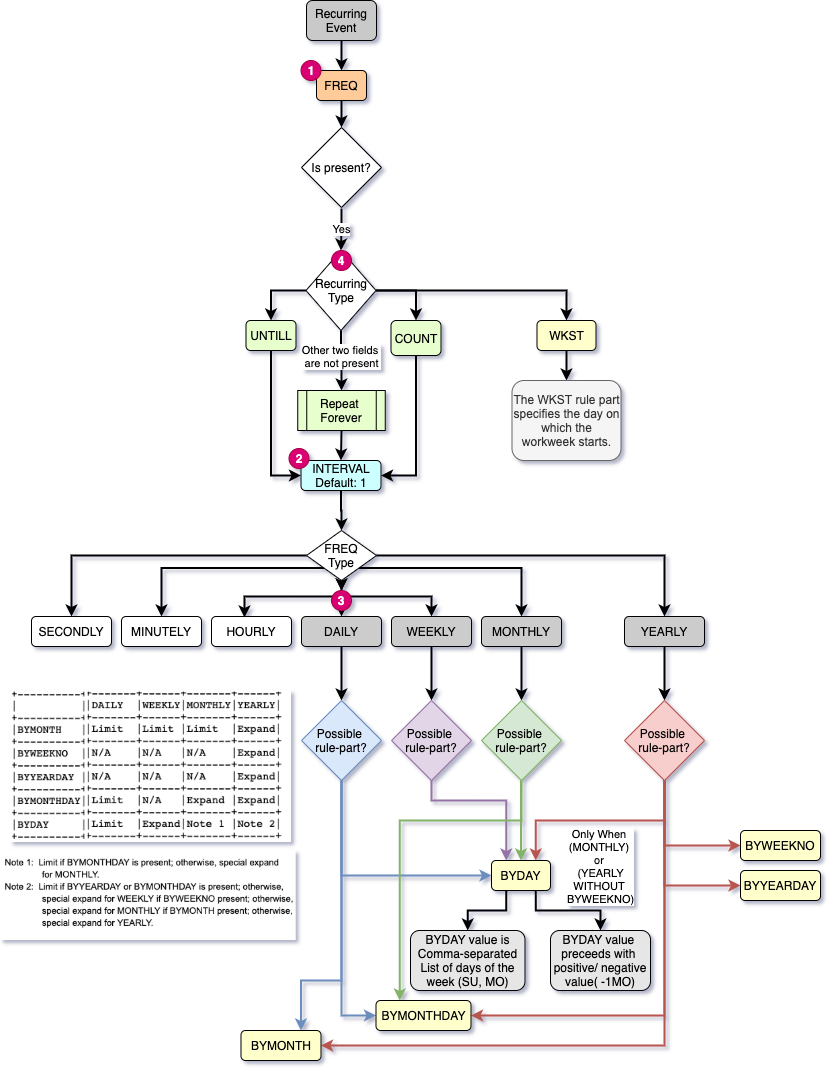 Recurring
Event
1
FREQ
Is present?
Yes
4
Recurring
Type
UNTILL
COUNT
WKST
Other two fields
are not present
Repeat
Forever
The WKST rule part
specifies the day on
which the
workweek starts.
2
INTERVAL
Default: 1
FREQ
Type
3
SECONDLY
MINUTELY
HOURLY
DAILY
WEEKLY
MONTHLY
YEARLY
Possible
rule-part?
Possible
rule-part?
Possible
rule-part?
Possible
rule-part?
+----------++-------+-------+-------+-------+
|          ||DAILY |WEEKLY|MONTHLY|YEARLY|
+----------++-------+-------+-------+-------+
|BYMONTH ||Limit |Limit |Limit |Expand|
+----------++-------+-------+-------+-------+
|BYWEEKNO ||N/A |N/A |N/A |Expand|
+----------++-------+-------+-------+-------+
|BYYEARDAY ||N/A |N/A |N/A |Expand|
+----------++-------+-------+-------+-------+
|BYMONTHDAY||Limit |N/A |Expand |Expand|
+----------++-------+-------+-------+-------+
|BYDAY ||Limit |Expand|Note 1 |Note 2|
+----------++-------+-------+-------+-------+
Note 1: Limit if BYMONTHDAY is present; otherwise, special expand
for MONTHLY.
Note 2: Limit if BYYEARDAY or BYMONTHDAY is present; otherwise,
special expand for WEEKLY if BYWEEKNO present; otherwise,
special expand for MONTHLY if BYMONTH present; otherwise,
special expand for YEARLY.
Only When
(MONTHLY)
or
(YEARLY
WITHOUT
BYWEEKNO)
BYWEEKNO
BYDAY
BYYEARDAY
BYDAY value is
Comma-separated
List of days of the
week (SU, MO)
BYDAY value
preceeds with
positive/ negative
value( -1MO)
BYMONTHDAY
BYMONTH